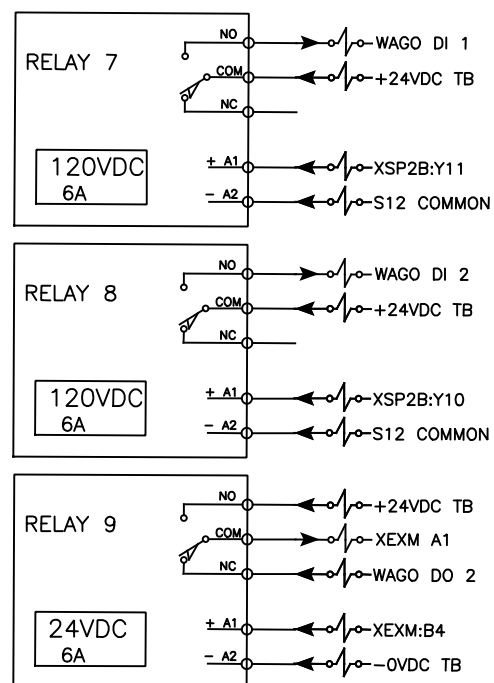 NO
WAGO DI 1
RELAY 7
COM
+24VDC TB
NC
120VDC
6A
+ A1
XSP2B:Y11
- A2
S12 COMMON
NO
WAGO DI 2
RELAY 8
COM
+24VDC TB
NC
120VDC
6A
+ A1
XSP2B:Y10
- A2
S12 COMMON
NO
+24VDC TB
RELAY 9
COM
XEXM A1
NC
WAGO DO 2
24VDC
6A
+ A1
XEXM:B4
- A2
-0VDC TB